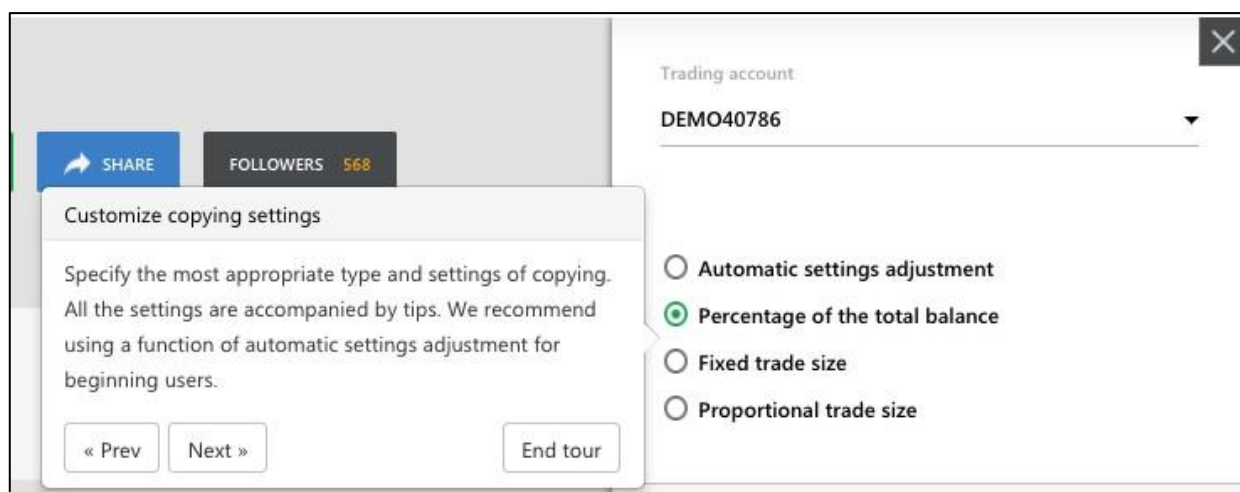 Trading account
DEMO40786
SHARE
FOLLOWERS 568
Customize copying settings
Specify the most appropriate type and settings of copying.
All the settings are accompanied by tips. We recommend
using a function of automatic settings adjustment for
beginning users.
« Prev
Next »
End tour
Automatic settings adjustment
Percentage of the total balance
Fixed trade size
Proportional trade size